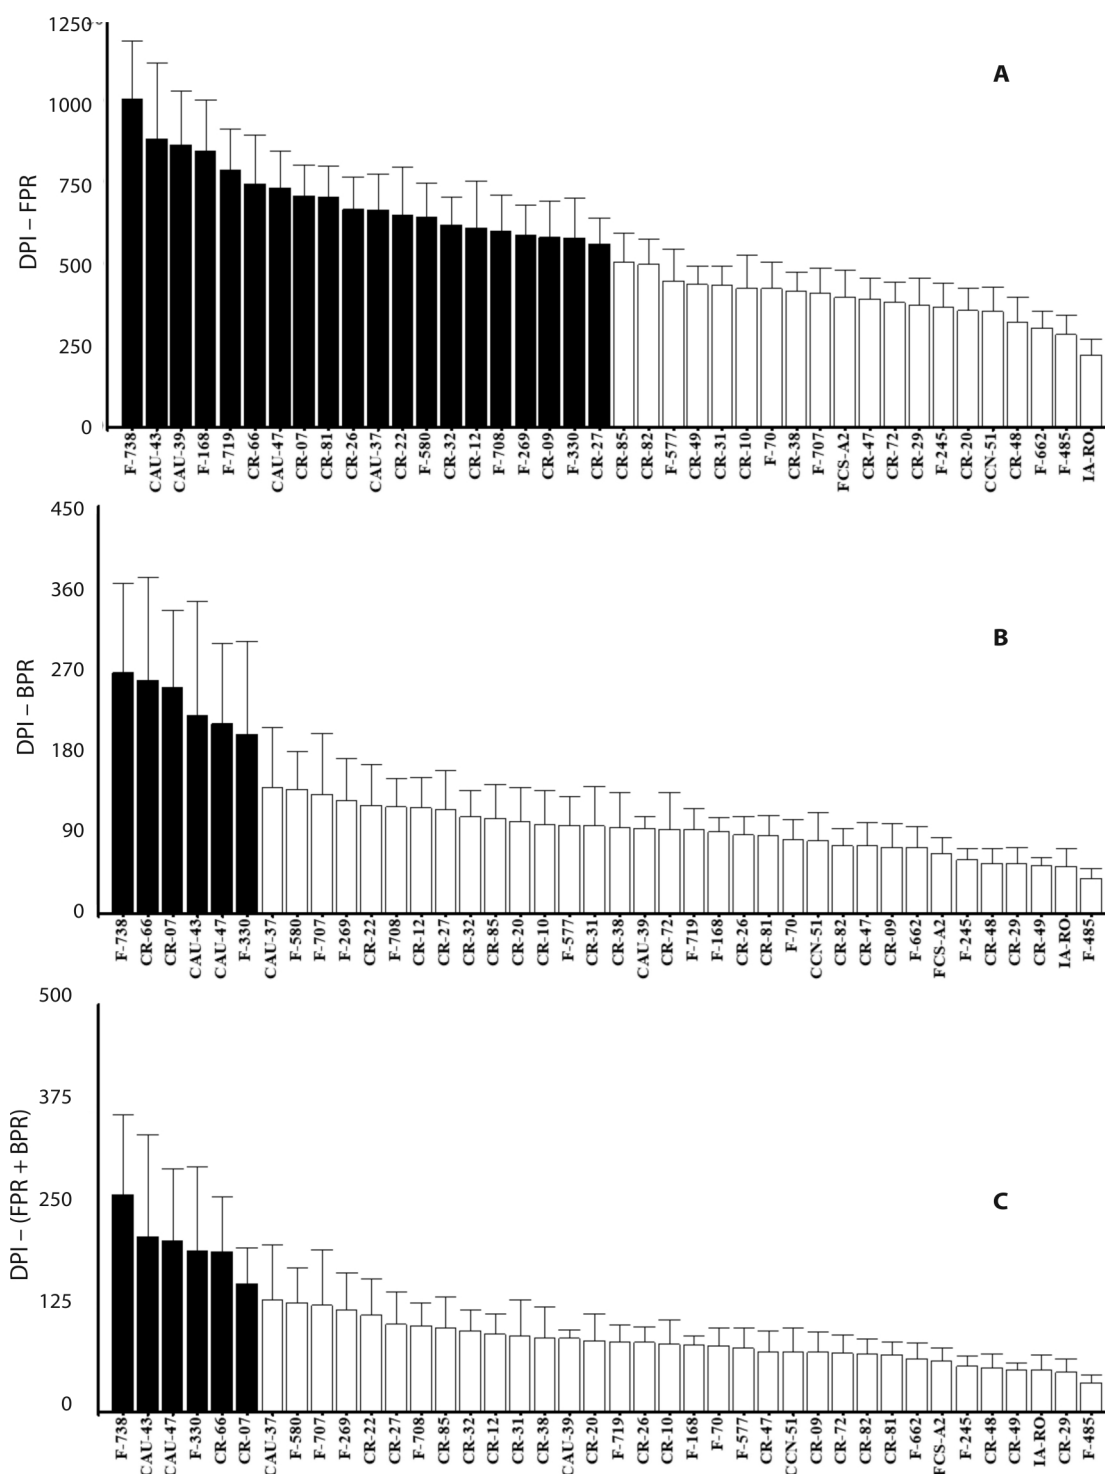 1250
1000
750
500
250
0
DPI – FPR
A
F-738 CAU-43 CAU-39 F-168 F-719 CR-66 CAU-47 CR-07 CR-81 CR-26 CAU-37 CR-22 F-580 CR-32 CR-12 F-708 F-269 CR-09 F-330 CR-27 CR-85 CR-82 F-577 CR-49 CR-31 CR-10 F-70 CR-38 F-707 FCS-A2 CR-47 CR-72 CR-29 F-245 CR-20 CCN-51 CR-48 F-662 F-485 IA-RO
450
360
270
180
90
0
DPI – BPR
B
F-738 CR-66 CR-07 CAU-43 CAU-47 F-330 CAU-37 F-580 F-707 F-269 CR-22 F-708 CR-12 CR-27 CR-32 CR-85 CR-20 CR-10 F-577 CR-31 CR-38 CAU-39 CR-72 F-719 F-168 CR-26 CR-81 F-70 CCN-51 CR-82 CR-47 CR-09 F-662 FCS-A2 F-245 CR-48 CR-29 CR-49 IA-RO F-485
500
375
250
125
0
DPI – (FPR + BPR)
C
F-738 CAU-43 CAU-47 F-330 CR-66 CR-07 CAU-37 F-580 F-707 F-269 CR-22 CR-27 F-708 CR-85 CR-32 CR-12 CR-31 CR-38 CAU-39 CR-20 F-719 CR-26 CR-10 F-168 F-70 F-577 CR-47 CCN-51 CR-09 CR-72 CR-82 CR-81 F-662 FCS-A2 F-245 CR-48 CR-49 IA-RO CR-29 F-485